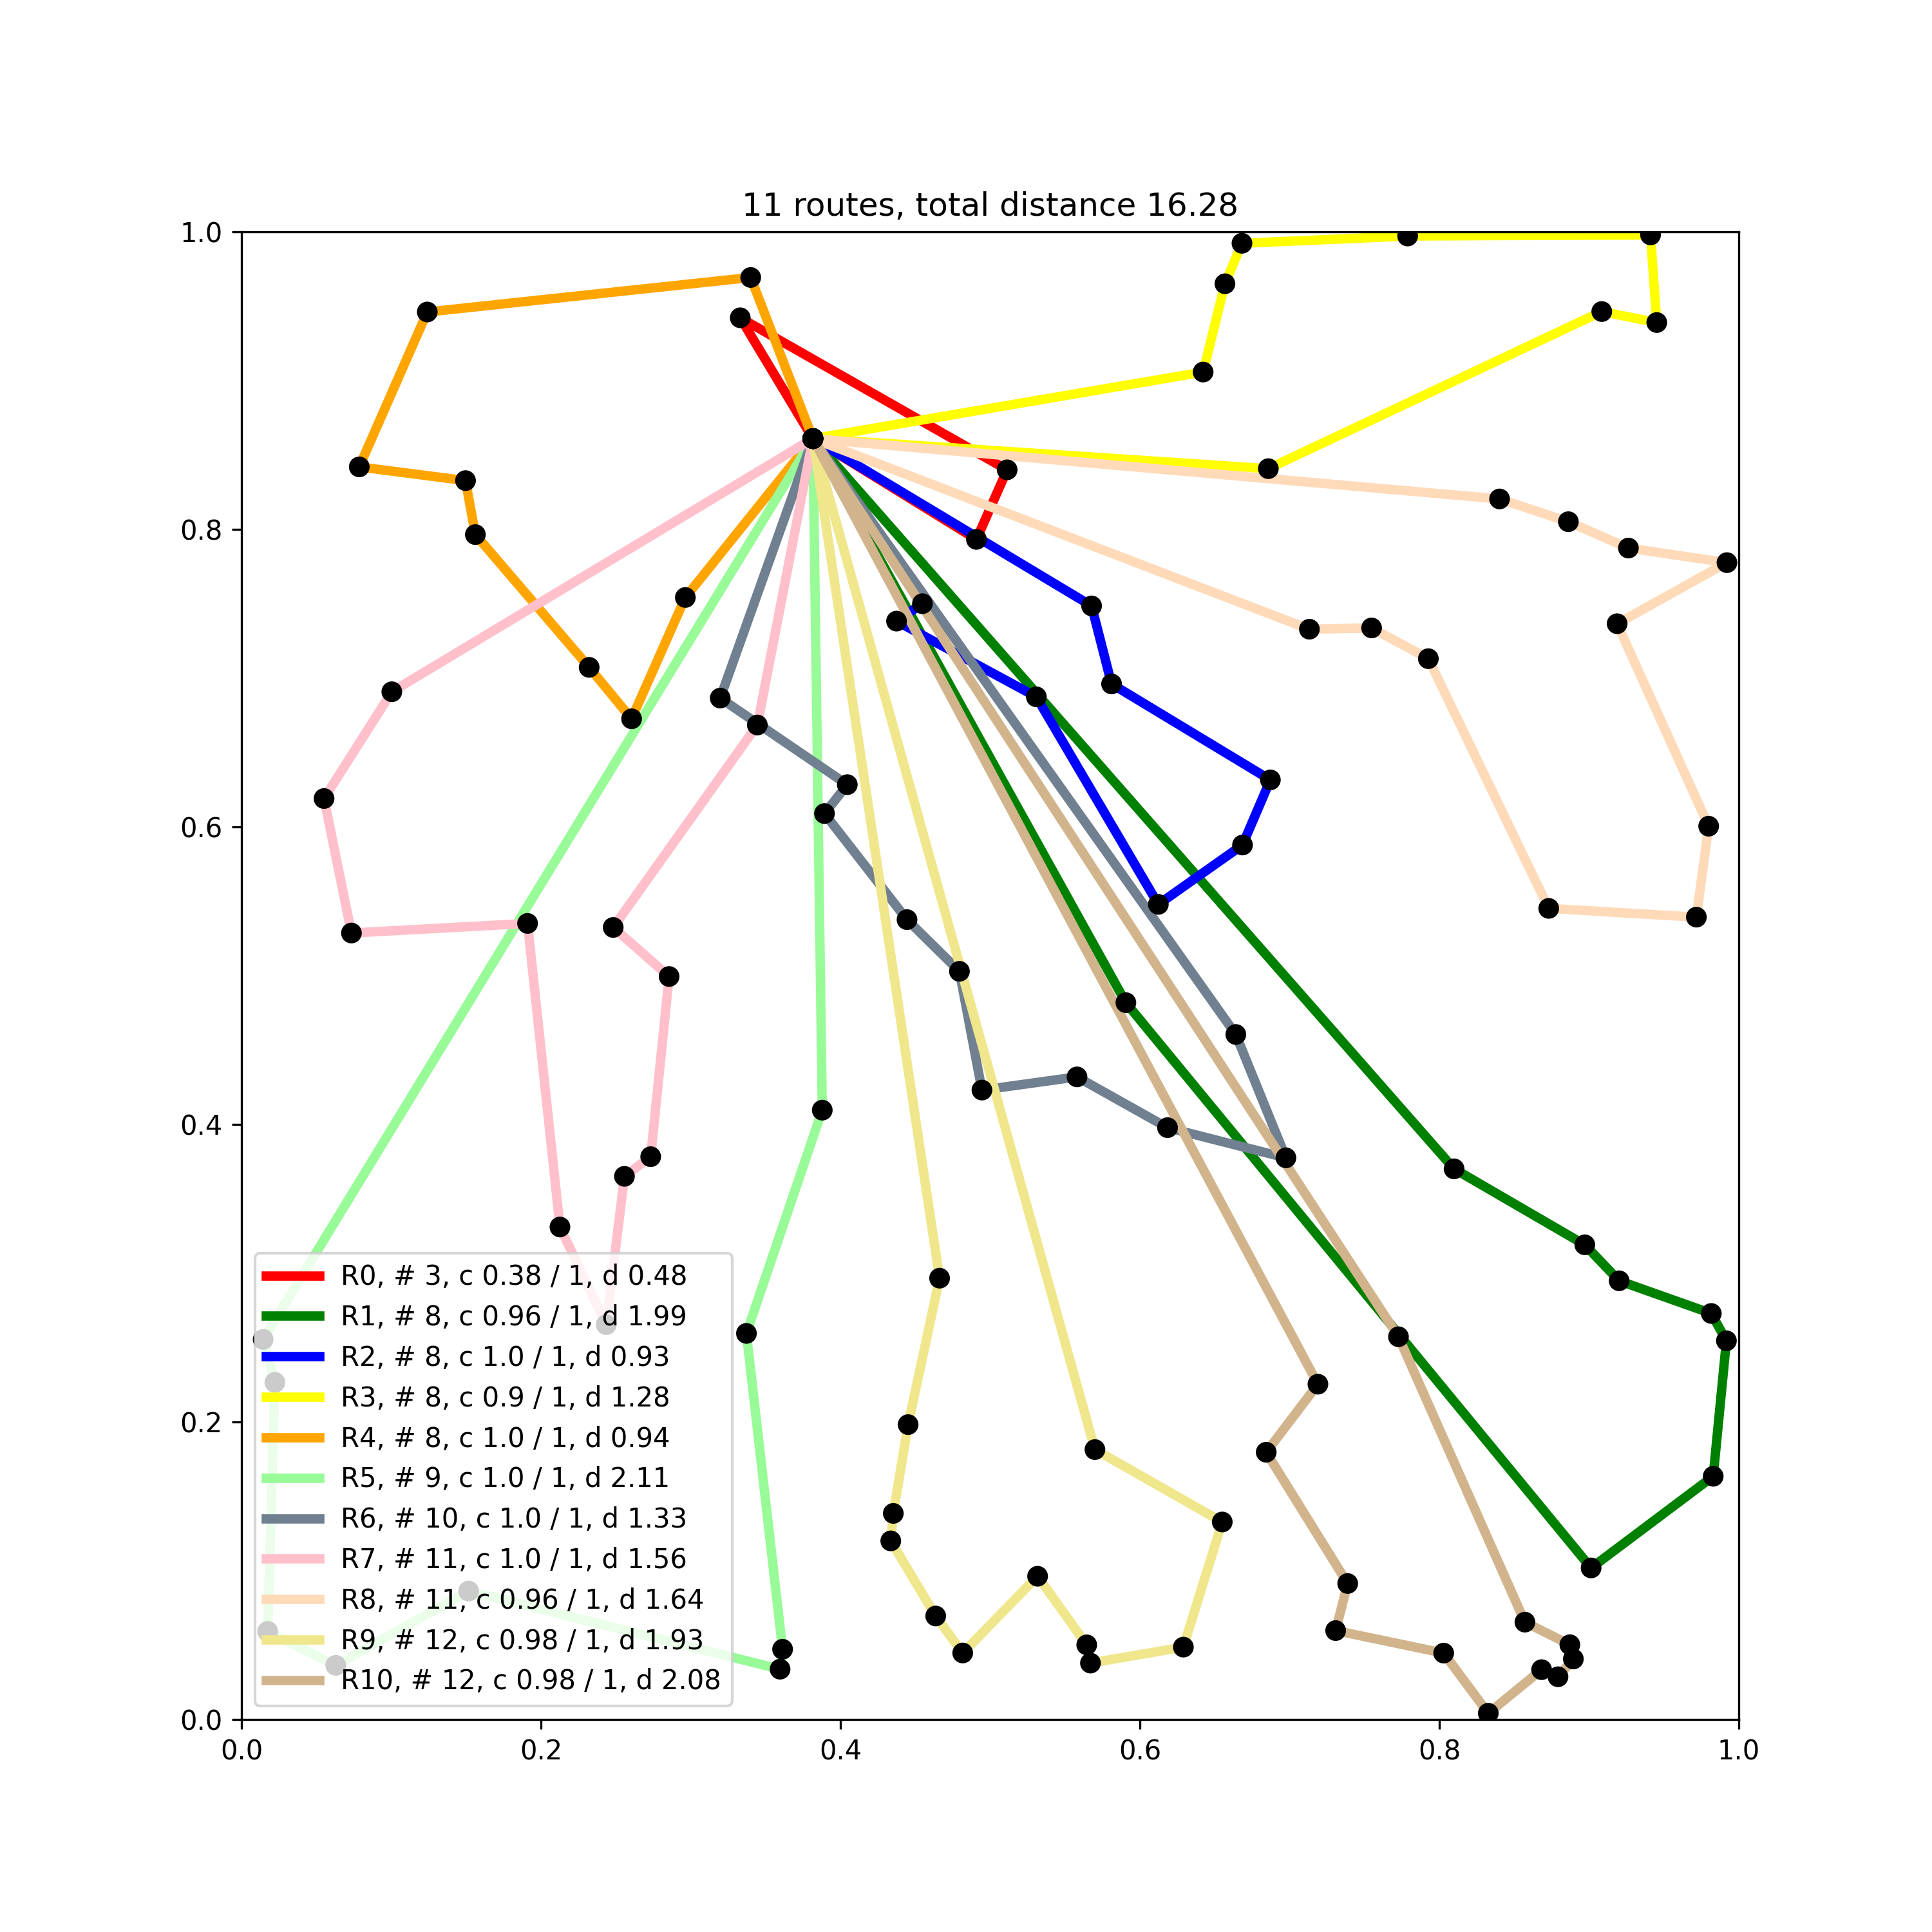 11 routes, total distance 16.28
1.0
0.8
0.6
0.4
0.2
0.0
R0, # 3, c 0.38 / 1, d 0.48
R1, # 8, c 0.96 / 1, d 1.99
R2, # 8, c 1.0 / 1, d 0.93
R3, # 8, c 0.9 / 1, d 1.28
R4, # 8, c 1.0 / 1, d 0.94
R5, # 9, c 1.0 / 1, d 2.11
R6, # 10, c 1.0 / 1, d 1.33
R7, # 11, c 1.0 / 1, d 1.56
R8, # 11, c 0.96 / 1, d 1.64
R9, # 12, c 0.98 / 1, d 1.93
R10, # 12, c 0.98 / 1, d 2.08
0.0 0.2 0.4 0.6 0.8 1.0